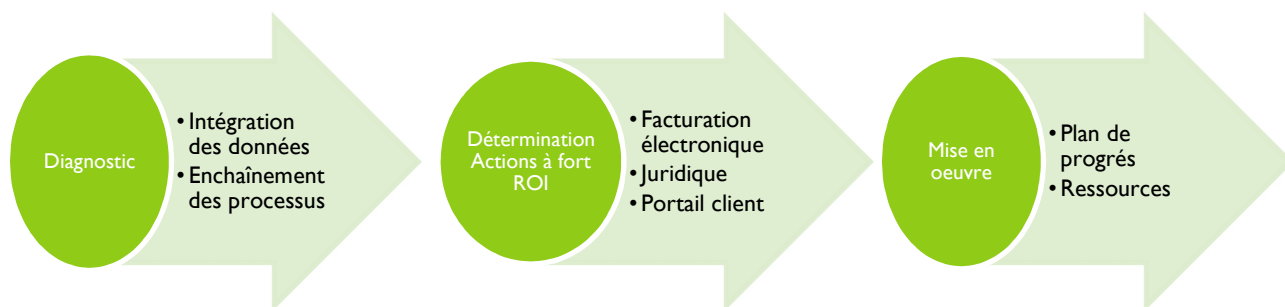 Diagnostic
• Intégration
des données
• Enchaînement
des processus
Détermination
Actions à fort
ROI
• Facturation
électronique
• Juridique
• Portail client
Mise en
oeuvre
• Plan de
progrés
• Ressources